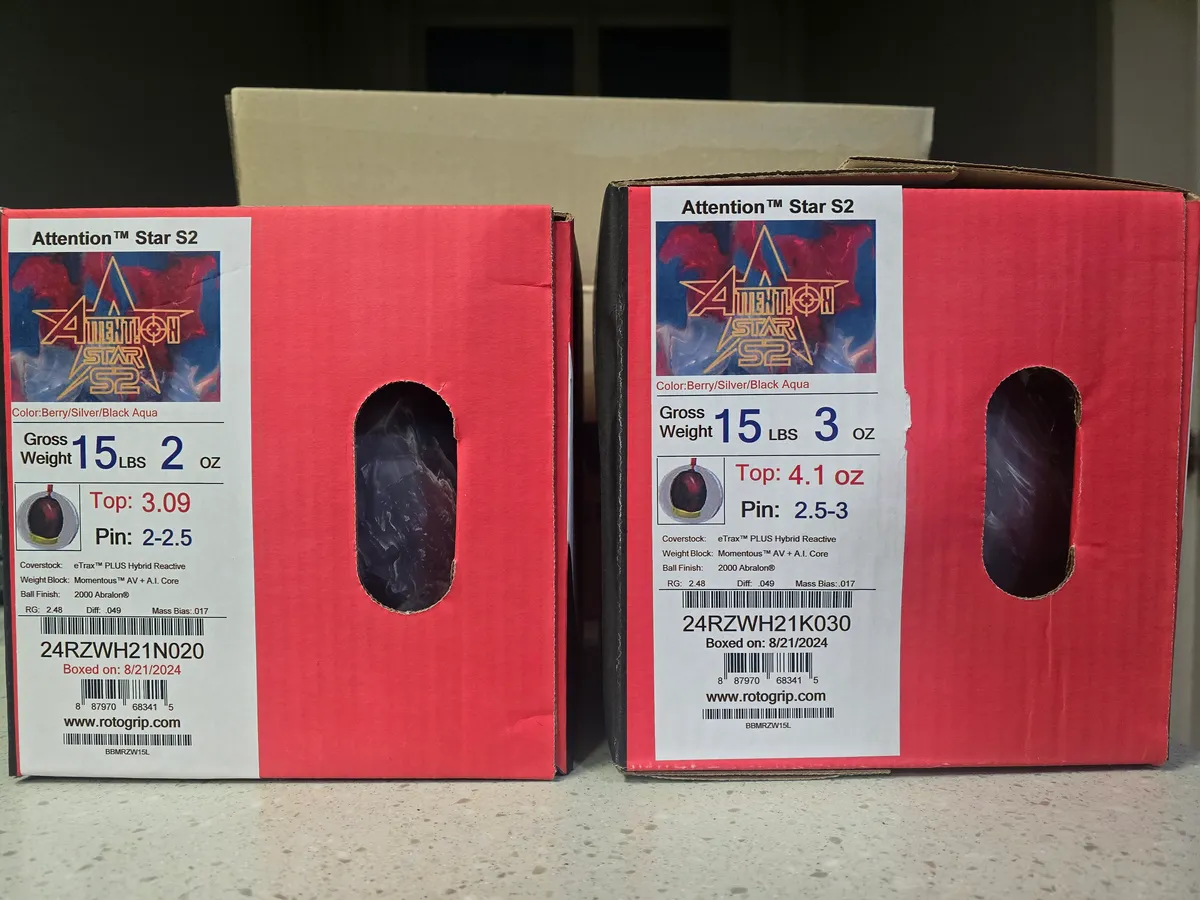 Attention™ Star S2
ATTENT!ON
STAR
S2
Color:Berry/Silver/Black Aqua
Gross Weight 15 LBS 2 OZ
Top: 3.09
Pin: 2-2.5
Coverstock: eTrax™ PLUS Hybrid Reactive
Weight Block: Momentous™ AV + A.I. Core
Ball Finish: 2000 Abralon®
RG: 2.48 Diff: .049 Mass Bias:.017
24RZWH21N020
Boxed on: 8/21/2024
8 87970 68341 5
www.rotogrip.com
BBMRZW15L
Attention™ Star S2
ATTENT!ON
STAR
S2
Color:Berry/Silver/Black Aqua
Gross Weight 15 LBS 3 OZ
Top: 4.1 oz
Pin: 2.5-3
Coverstock: eTrax™ PLUS Hybrid Reactive
Weight Block: Momentous™ AV + A.I. Core
Ball Finish: 2000 Abralon®
RG: 2.48 Diff: .049 Mass Bias:.017
24RZWH21K030
Boxed on: 8/21/2024
8 87970 68341 5
www.rotogrip.com
BBMRZW15L